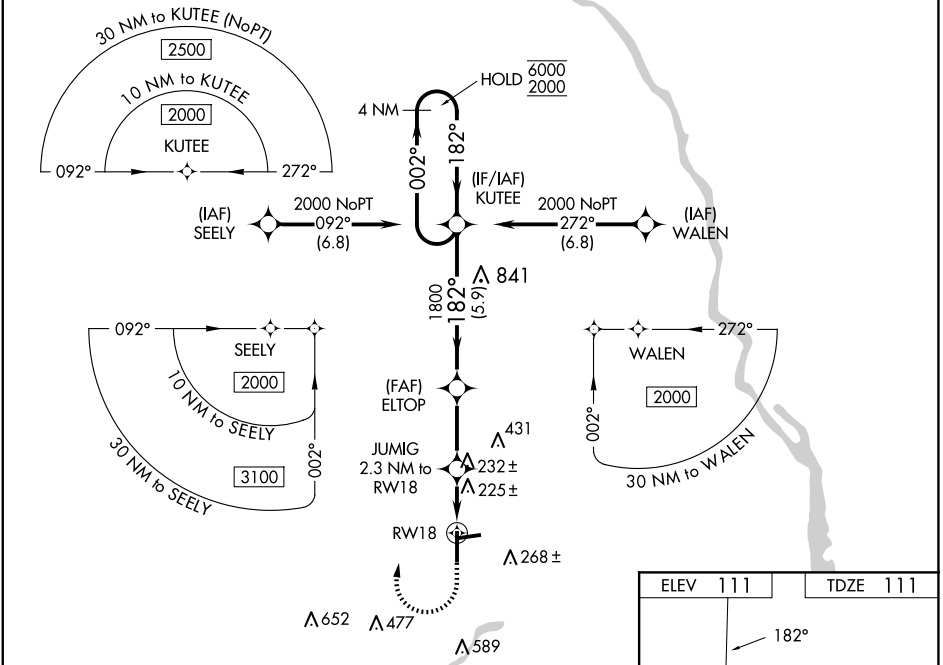 30 NM to KUTEE (NoPT)
2500
10 NM to KUTEE
2000
KUTEE
092°
272°
HOLD 6000
2000
4 NM
002°
182°
(IF/IAF)
KUTEE
(IAF)
SEELY
2000 NoPT
092°
(6.8)
2000 NoPT
272°
(6.8)
(IAF)
WALEN
841
1800
182°
(5.9)
092°
SEELY
2000
10 NM to SEELY
002°
3100
30 NM to SEELY
272°
WALEN
2000
002°
30 NM to WALEN
(FAF)
ELTOP
431
JUMIG
2.3 NM to
RW18
232 ±
225 ±
RW18
268 ±
652
477
589
ELEV 111
TDZE 111
182°